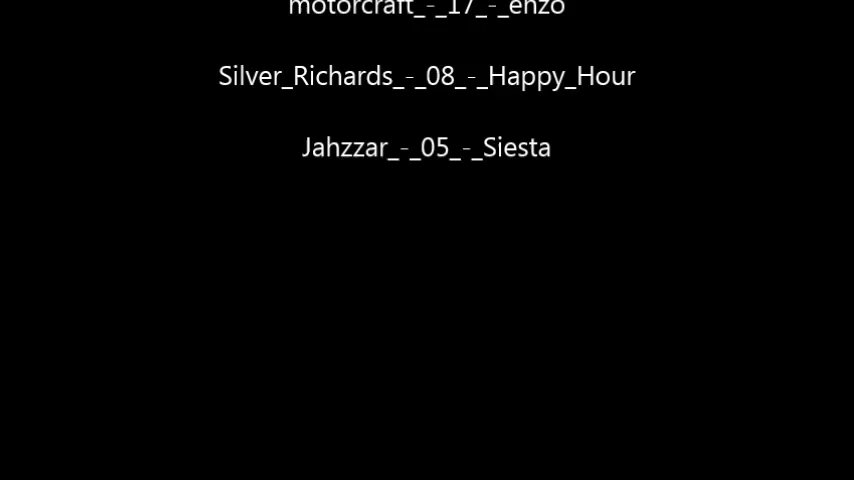 motorcraft_-_17_-_enzo
Silver_Richards_-_08_-_Happy_Hour
Jahzzar_-_05_-_Siesta